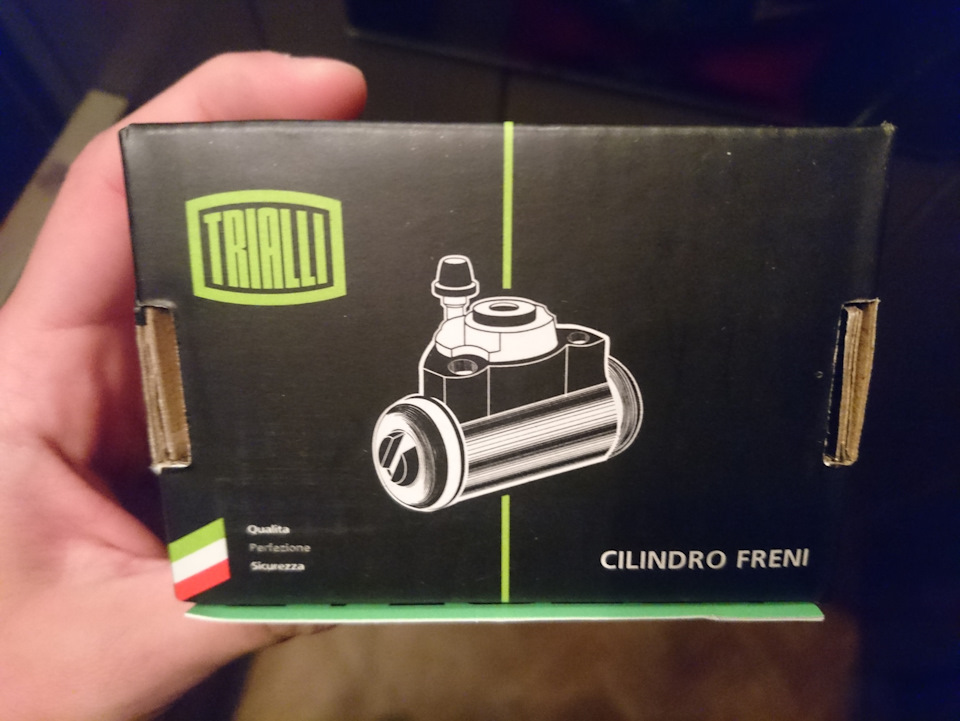 TRIALLI
Qualita
Perfezione
Sicurezza
CILINDRO FRENI